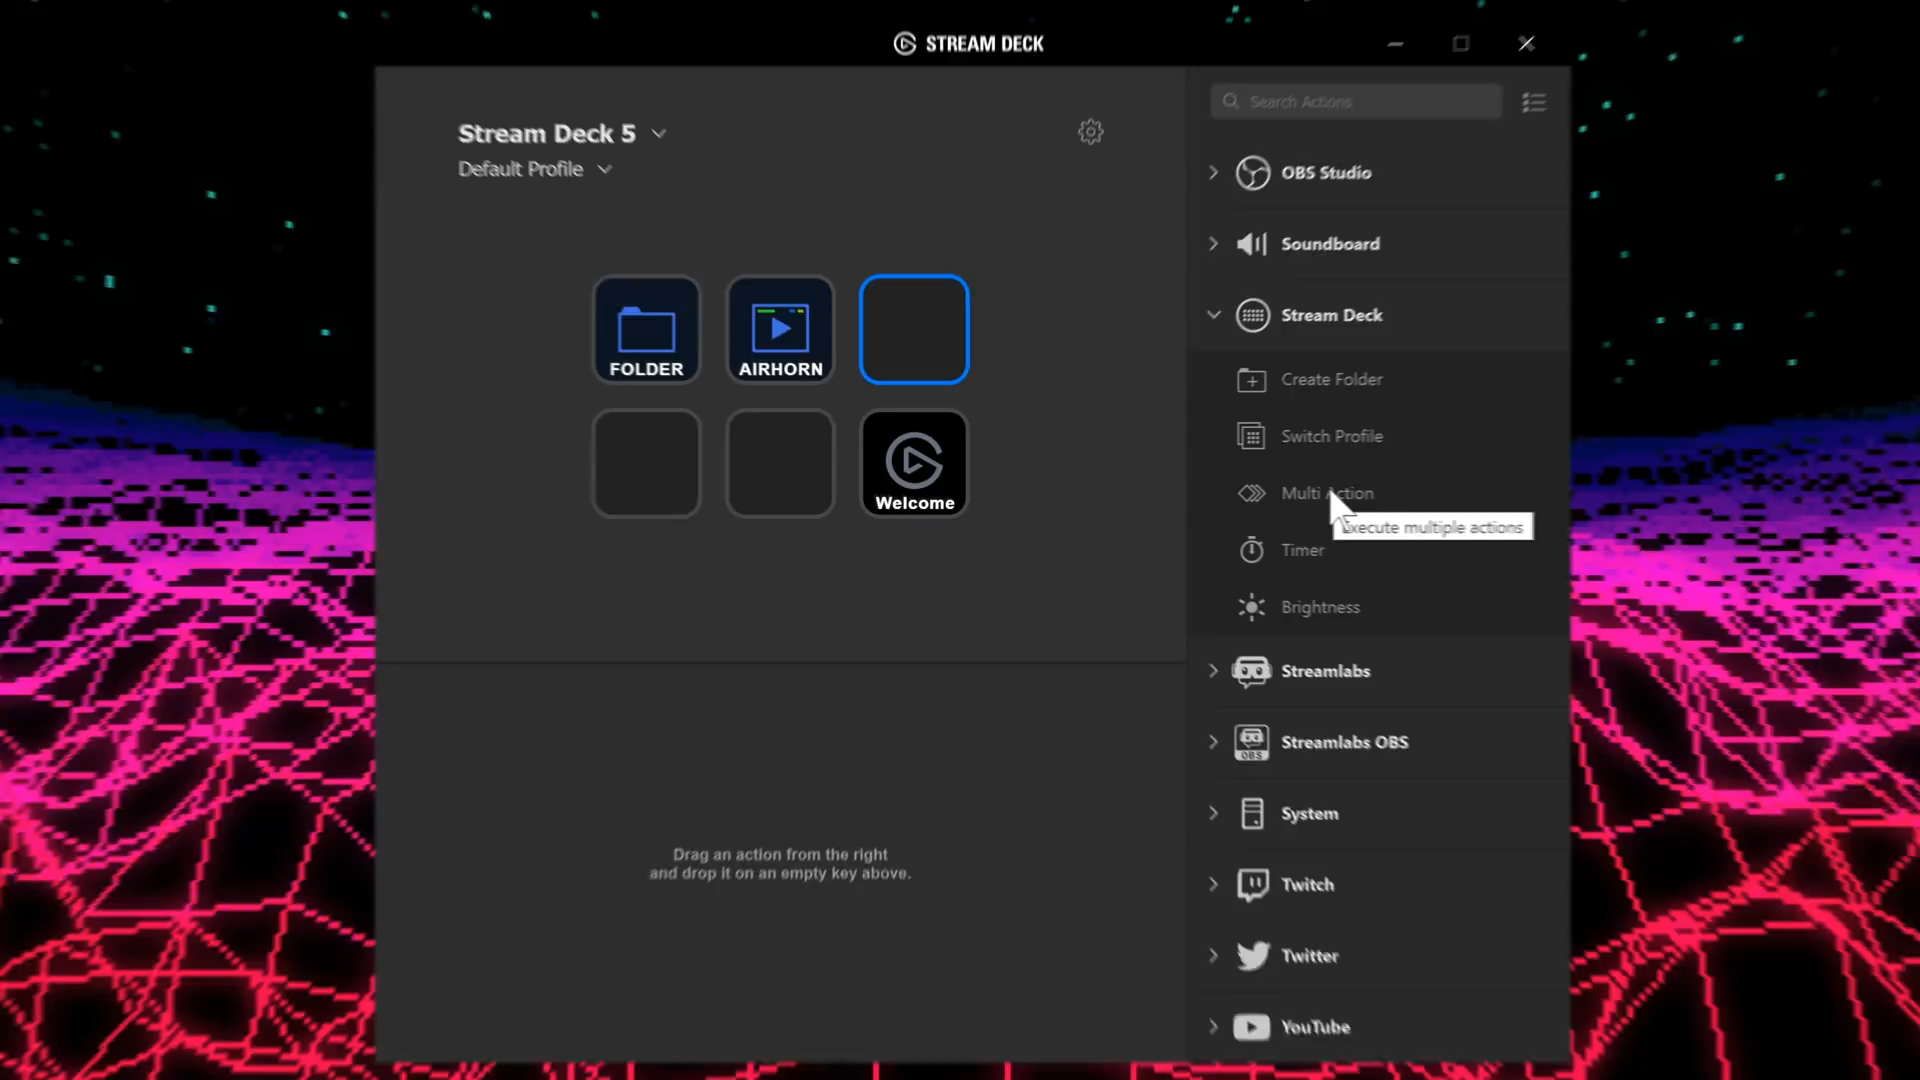 STREAM DECK
Search Actions
Stream Deck 5
Default Profile
OBS Studio
Soundboard
FOLDER
AIRHORN
Stream Deck
Create Folder
Switch Profile
Multi Action
Execute multiple actions
Welcome
Timer
Brightness
Streamlabs
OBS
Streamlabs OBS
System
Drag an action from the right
and drop it on an empty key above.
Twitch
Twitter
YouTube